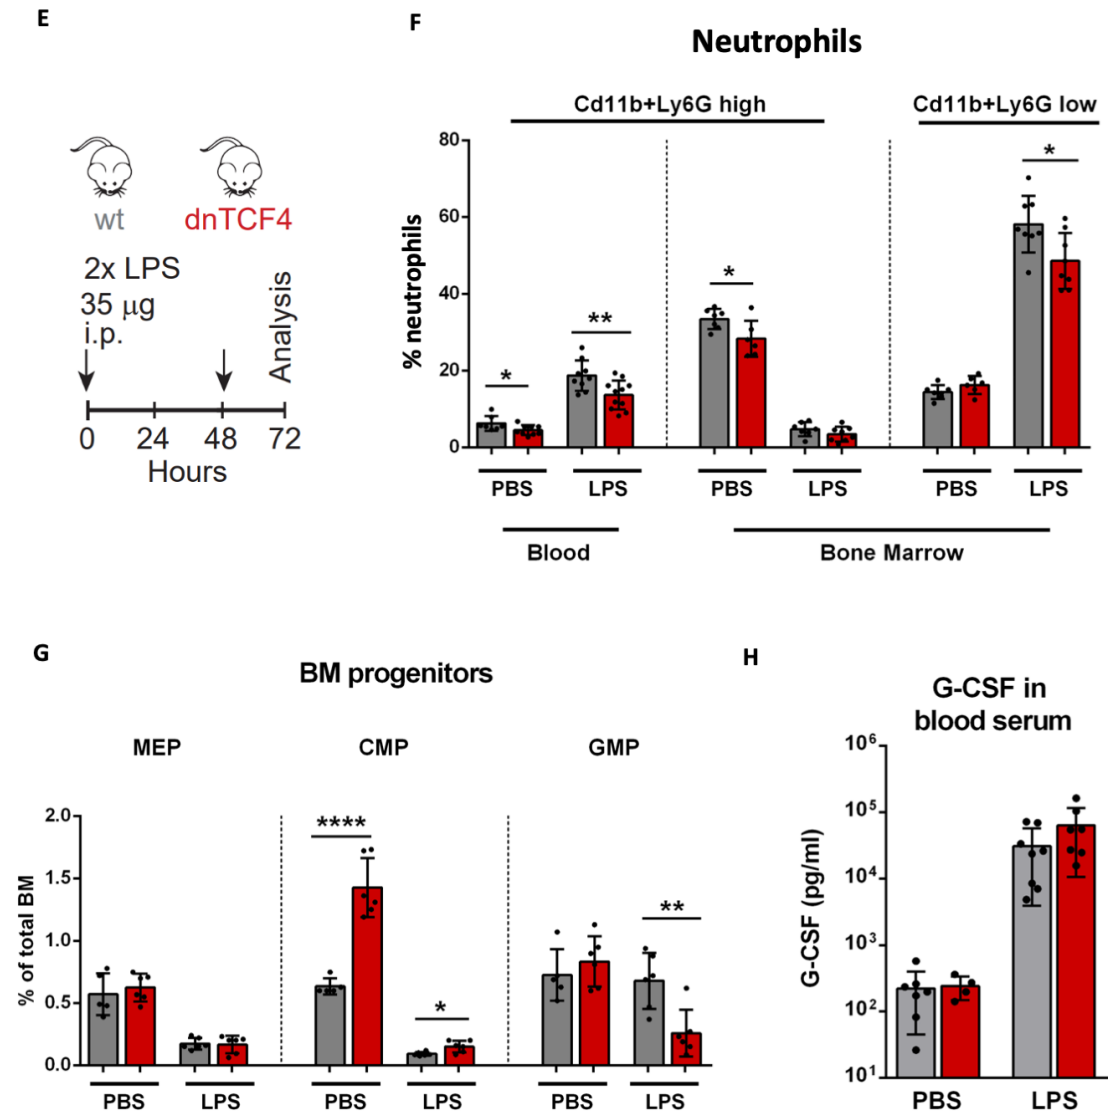 E
wt dnTCF4
2x LPS
35 μg
i.p.
Analysis
0 24 48 72
Hours
F
Neutrophils
Cd11b+Ly6G high Cd11b+Ly6G low
% neutrophils
80
60
40
20
0
* ** * *
PBS LPS PBS LPS PBS LPS
Blood Bone Marrow
G
BM progenitors
MEP CMP GMP
% of total BM
2.0
1.5
1.0
0.5
0.0
**** * **
PBS LPS PBS LPS PBS LPS
H
G-CSF in
blood serum
G-CSF (pg/ml)
10⁶
10⁵
10⁴
10³
10²
10¹
PBS LPS